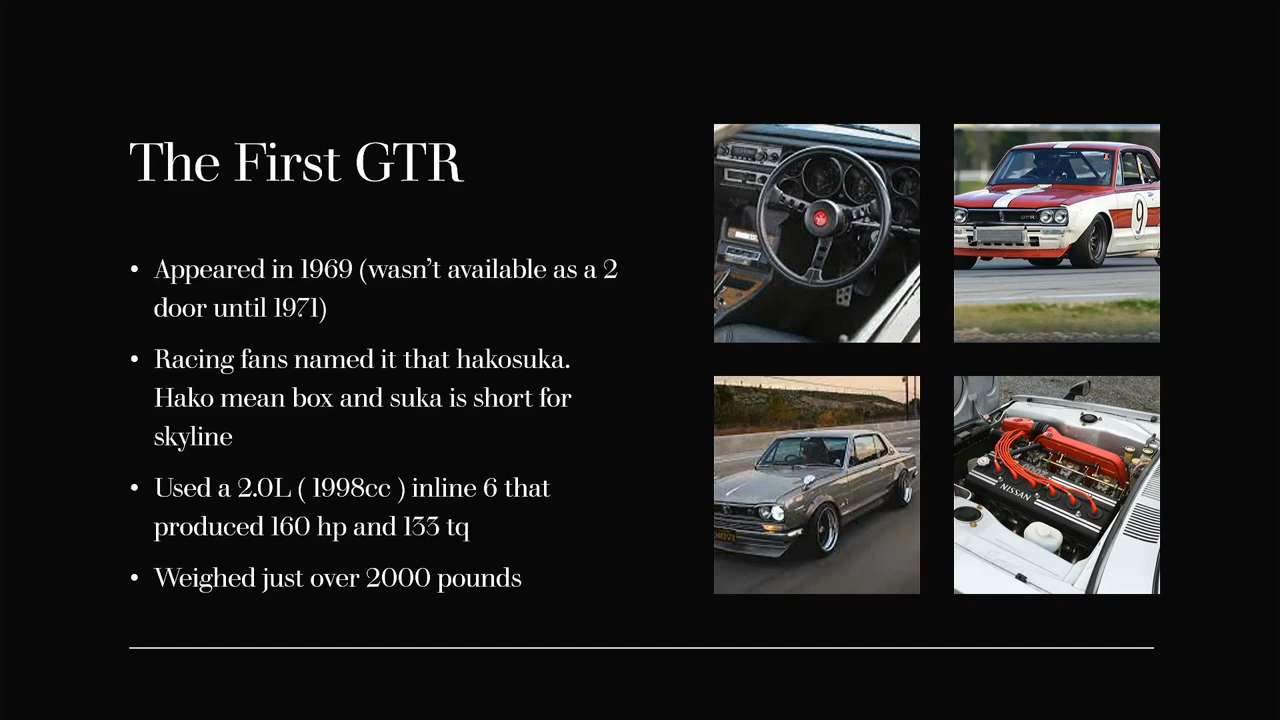 The First GTR
• Appeared in 1969 (wasn’t available as a 2
door until 1971)
• Racing fans named it that hakosuka.
Hako mean box and suka is short for
skyline
• Used a 2.0L ( 1998cc ) inline 6 that
produced 160 hp and 133 tq
• Weighed just over 2000 pounds
9
GT-R
NISSAN